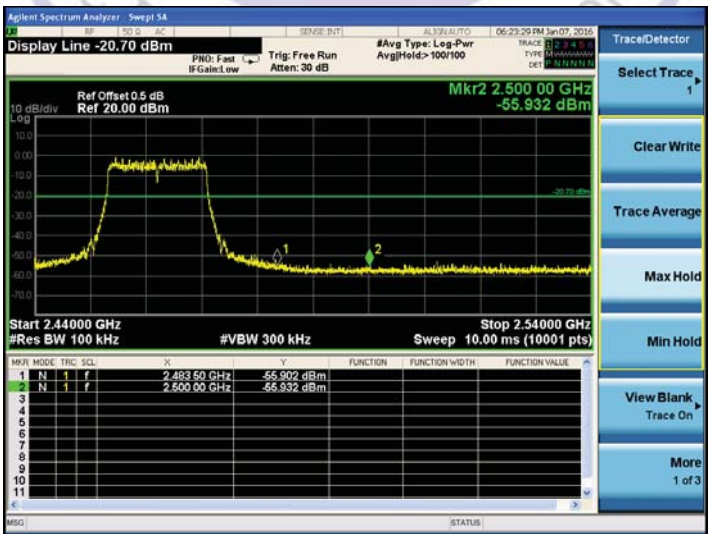 Agilent Spectrum Analyzer - Swept SA
RF 50 Ω AC SENSE:INT ALIGN AUTO 06:23:29 PM Jan 07, 2016
Display Line -20.70 dBm
PNO: Fast
IFGain:Low
Trig: Free Run
Atten: 30 dB
#Avg Type: Log-Pwr
Avg|Hold:> 100/100
TRACE 1 2 3 4 5 6
TYPE
DET P N N N N N
Ref Offset 0.5 dB
10 dB/div Ref 20.00 dBm
Log
Mkr2 2.500 00 GHz
-55.932 dBm
10.0
0.00
-10.0
-20.0
-20.70 dBm
-30.0
-40.0
-50.0
-60.0
-70.0
1
2
Start 2.44000 GHz Stop 2.54000 GHz
#Res BW 100 kHz #VBW 300 kHz Sweep 10.00 ms (10001 pts)
MKR MODE TRC SCL X Y FUNCTION FUNCTION WIDTH FUNCTION VALUE
1 N 1 f 2.483 50 GHz -55.902 dBm
2 N 1 f 2.500 00 GHz -55.932 dBm
3
4
5
6
7
8
9
10
11
MSG STATUS
Trace/Detector
Select Trace
1
Clear Write
Trace Average
Max Hold
Min Hold
View Blank
Trace On
More
1 of 3